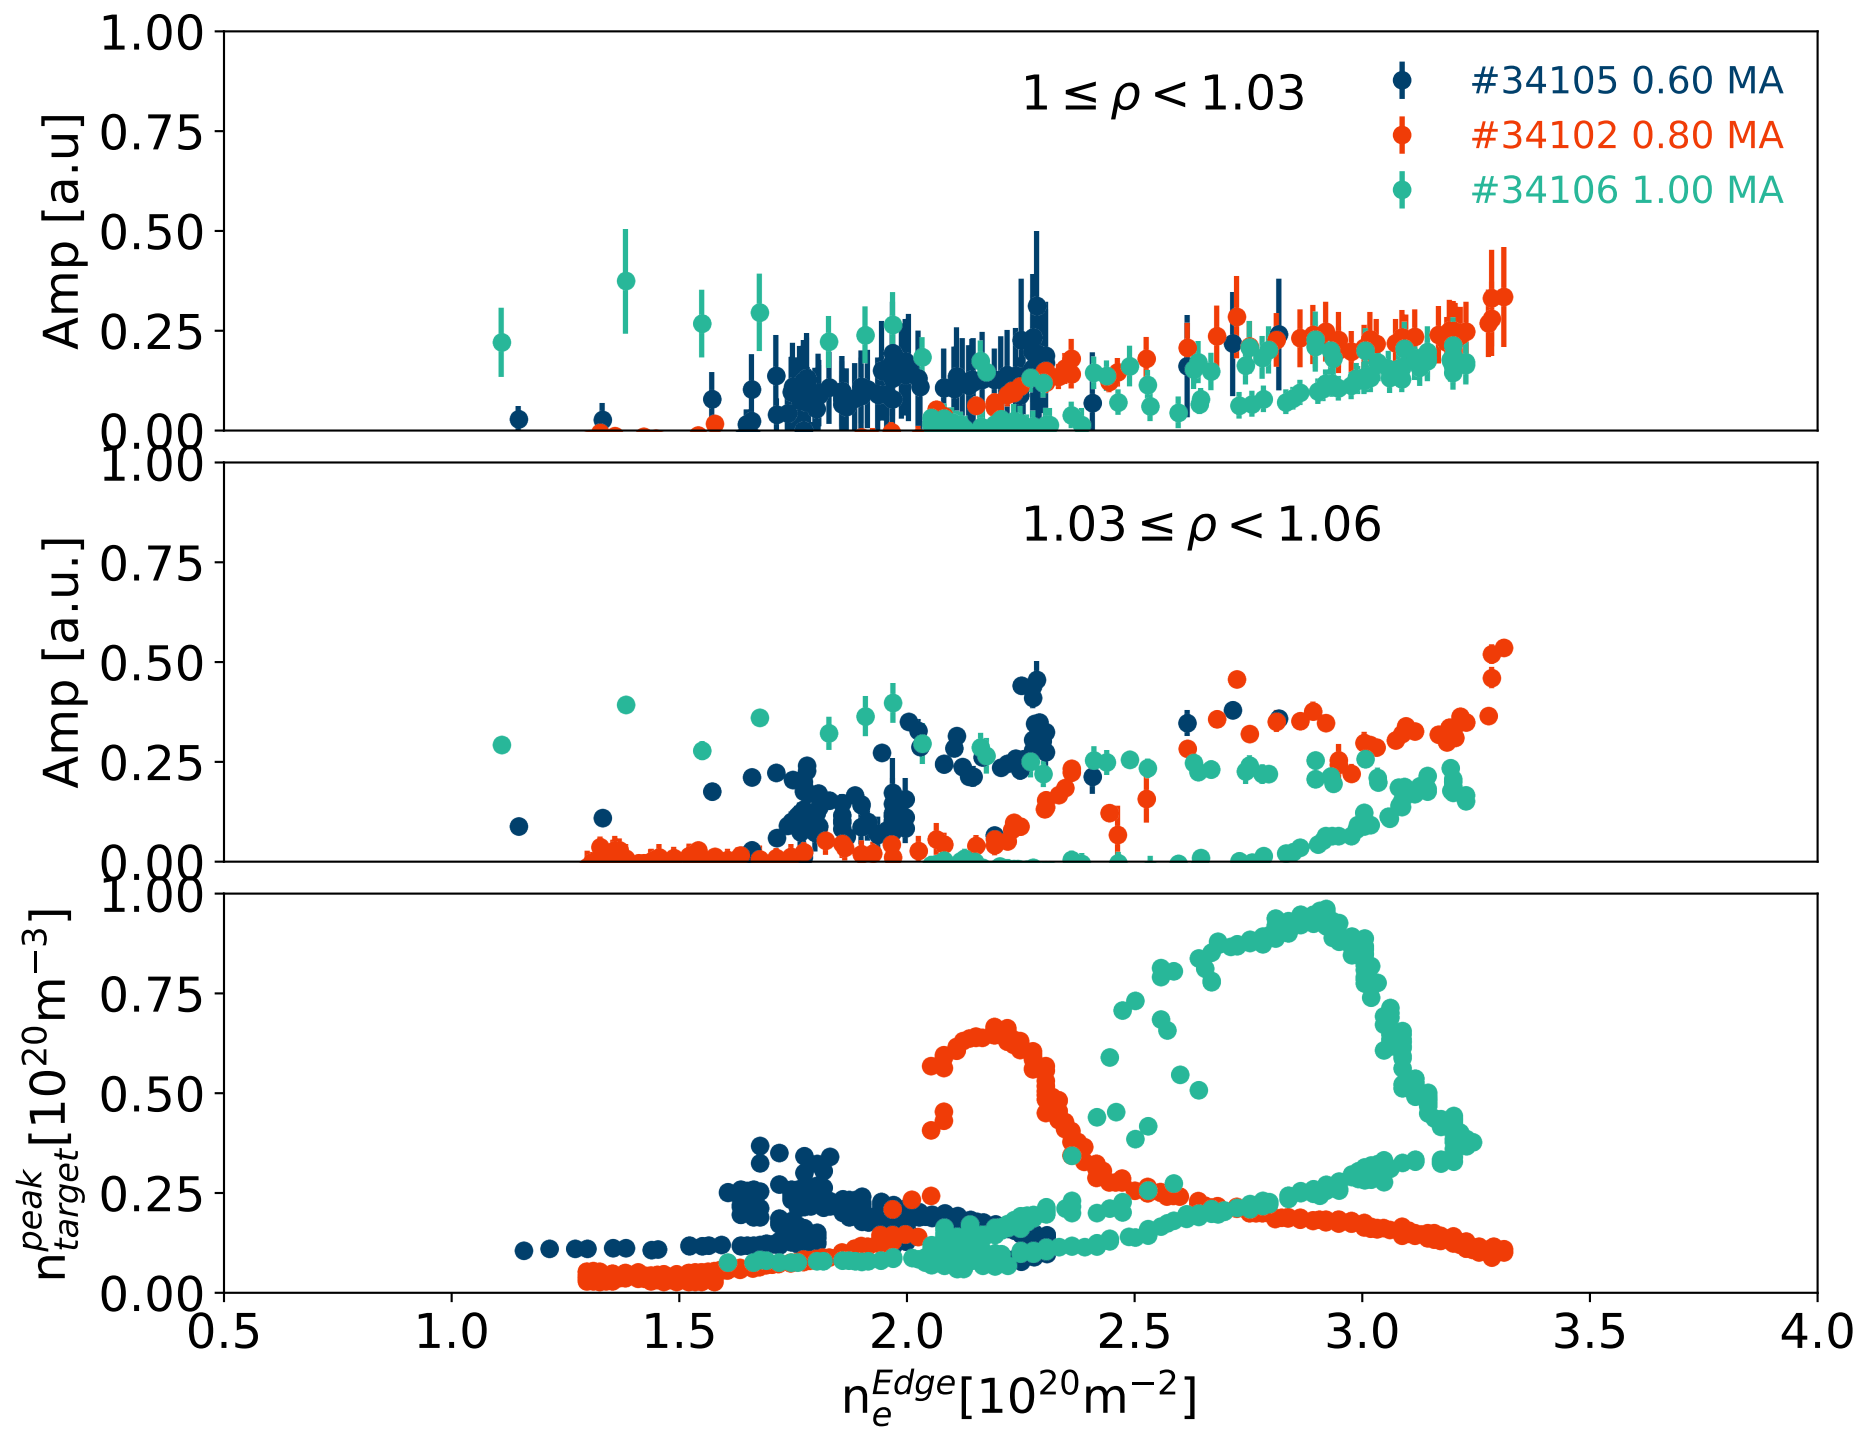 1.00
0.75
0.50
0.25
0.00
Amp [a.u]
1 ≤ ρ < 1.03
#34105 0.60 MA
#34102 0.80 MA
#34106 1.00 MA
1.00
0.75
0.50
0.25
0.00
Amp [a.u.]
1.03 ≤ ρ < 1.06
1.00
0.75
0.50
0.25
0.00
n_{target}^{peak}[10^{20}m^{−3}]
0.5 1.0 1.5 2.0 2.5 3.0 3.5 4.0
n_e^{Edge}[10^{20}m^{−2}]